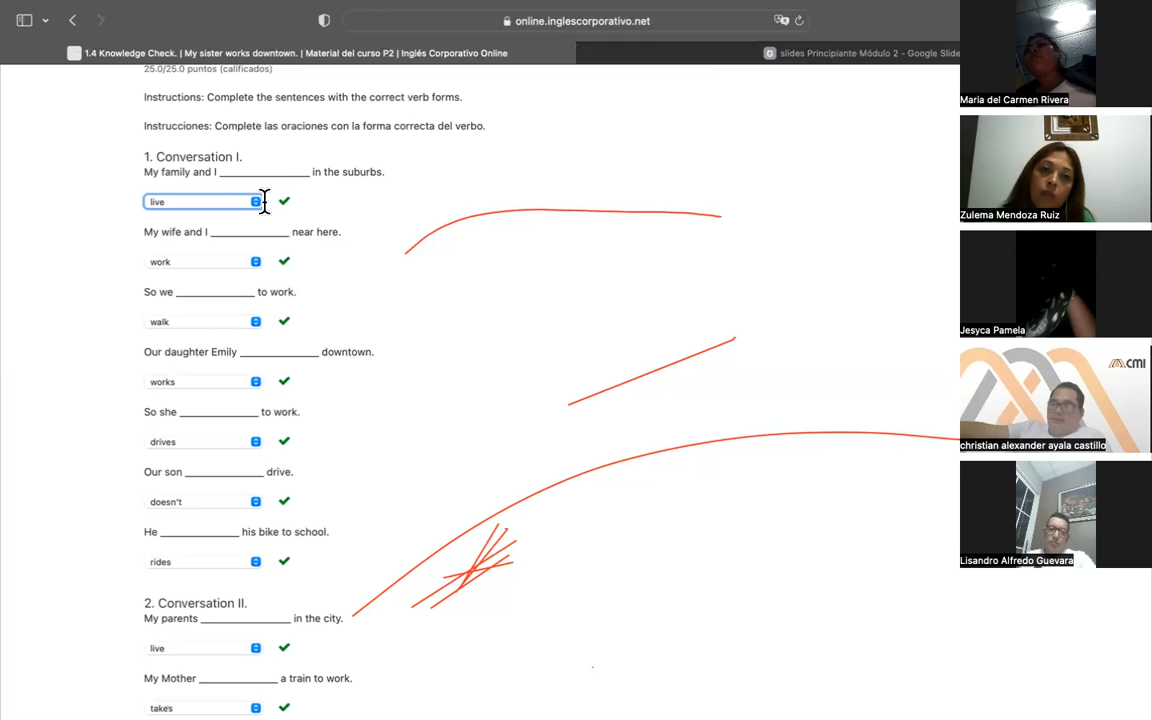 online.inglescorporativo.net
1.4 Knowledge Check. | My sister works downtown. | Material del curso P2 | Inglés Corporativo Online
G slides Principiante Módulo 2 - Google Slide
25.0/25.0 puntos (calificados)
Instructions: Complete the sentences with the correct verb forms.
Instrucciones: Complete las oraciones con la forma correcta del verbo.
1. Conversation I.
My family and I ________________ in the suburbs.
live
My wife and I ______________ near here.
work
So we ______________ to work.
walk
Our daughter Emily ______________ downtown.
works
So she ______________ to work.
drives
Our son ______________ drive.
doesn't
He ______________ his bike to school.
rides
2. Conversation II.
My parents ________________ in the city.
live
My Mother ______________ a train to work.
takes
Maria del Carmen Rivera
Zulema Mendoza Ruiz
Jesyca Pamela
CMI
christian alexander ayala castillo
Lisandro Alfredo Guevara